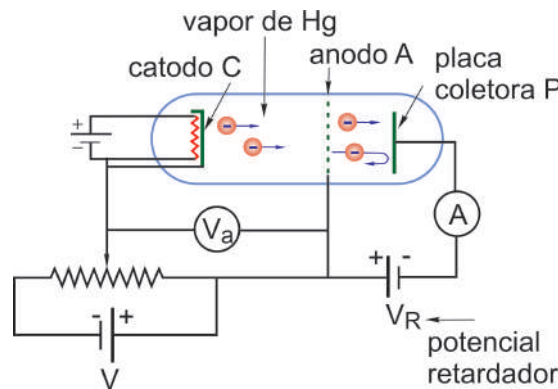 vapor de Hg
anodo A
placa
coletora P
catodo C
+
-
-
-
-
-
Va
A
+ -
VR
potencial
retardador
- +
V